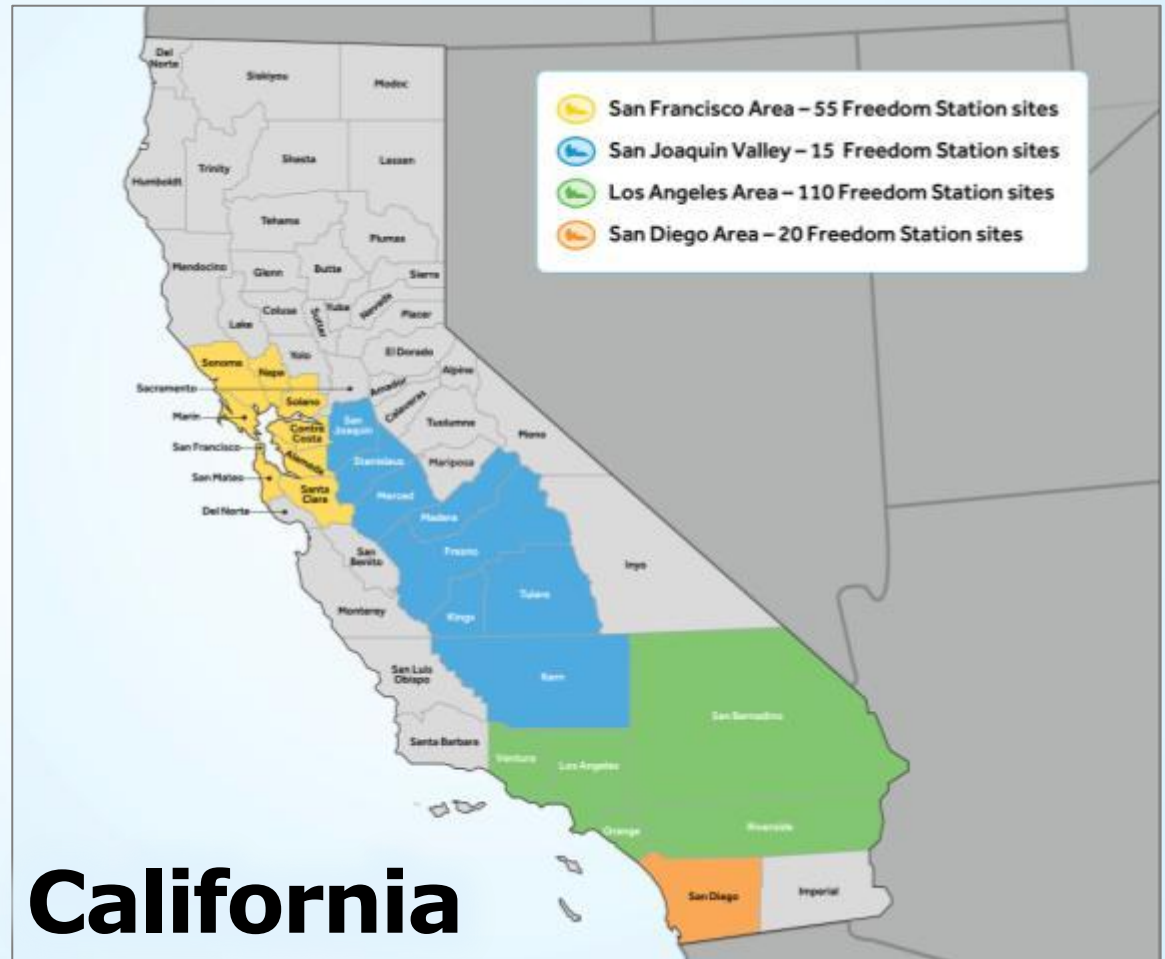 Del
Norte
Siskiyou
Modoc
San Francisco Area – 55 Freedom Station sites
San Joaquin Valley – 15 Freedom Station sites
Los Angeles Area – 110 Freedom Station sites
San Diego Area – 20 Freedom Station sites
Humboldt
Trinity
Shasta
Lassen
Tehama
Plumas
Mendocino
Glenn
Butte
Sierra
Lake
Colusa
Sutter
Yuba
Nevada
Placer
Sonoma
Napa
Yolo
El Dorado
Alpine
Sacramento
Solano
Amador
Calaveras
Marin
Contra
Costa
San
Joaquin
Tuolumne
Mono
San Francisco
Alameda
Stanislaus
Mariposa
San Mateo
Santa
Clara
Merced
Del Norte
Madera
San
Benito
Fresno
Inyo
Monterey
Kings
Tulare
San Luis
Obispo
Kern
Santa Barbara
Ventura
Los Angeles
San Bernadino
Orange
Riverside
San Diego
Imperial
California